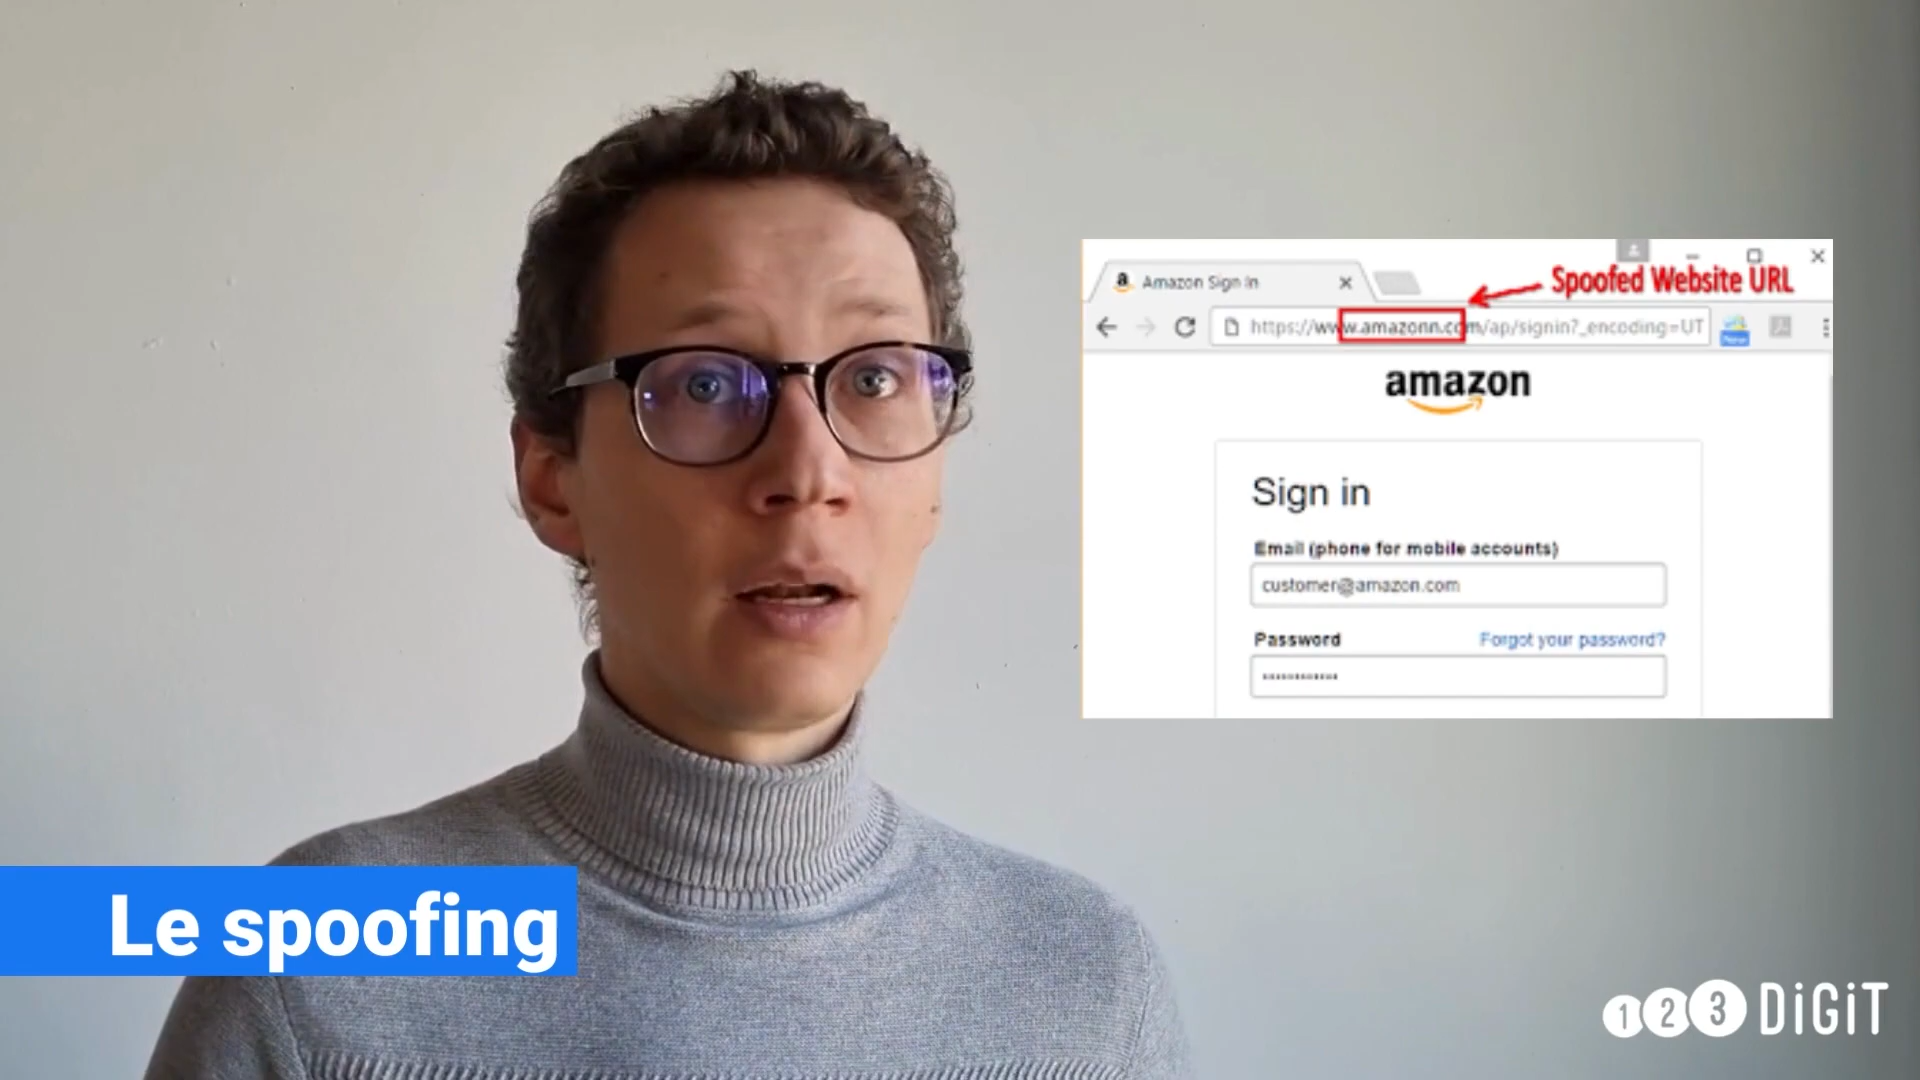 Amazon Sign In
Spoofed Website URL
https://www.amazonn.com/ap/signin?_encoding=UT
New
amazon
Sign in
Email (phone for mobile accounts)
customer@amazon.com
Password
Forgot your password?
Le spoofing
123 DiGiT